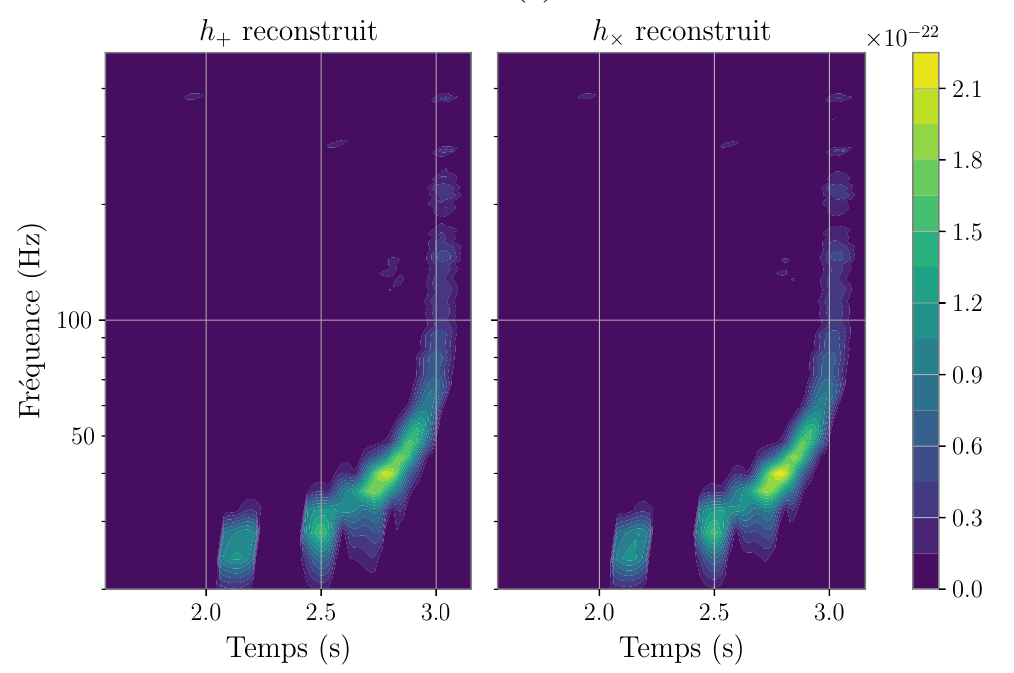 h₊ reconstruit
h× reconstruit
×10⁻²²
Fréquence (Hz)
100
50
2.0 2.5 3.0
2.0 2.5 3.0
Temps (s)
Temps (s)
2.1
1.8
1.5
1.2
0.9
0.6
0.3
0.0